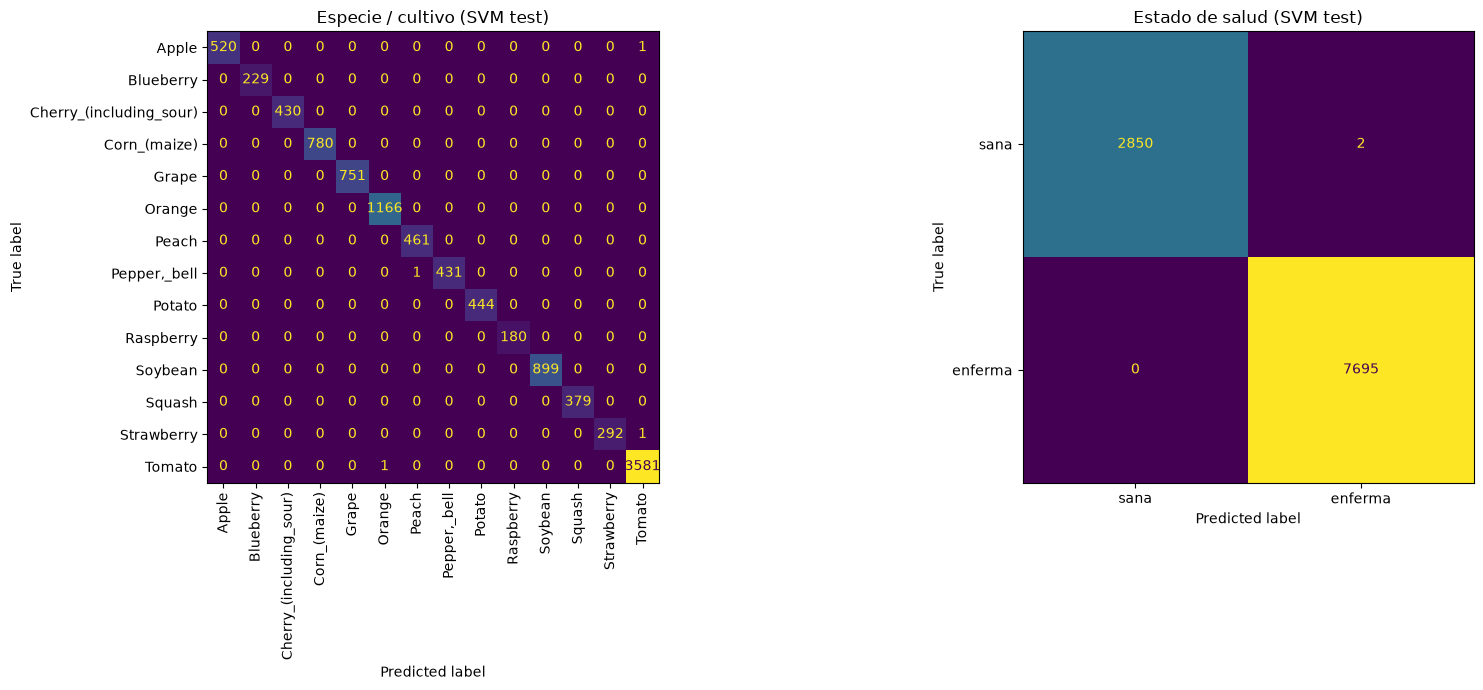 Especie / cultivo (SVM test)
True label
Apple 520 0 0 0 0 0 0 0 0 0 0 0 0 1
Blueberry 0 229 0 0 0 0 0 0 0 0 0 0 0 0
Cherry_(including_sour) 0 0 430 0 0 0 0 0 0 0 0 0 0 0
Corn_(maize) 0 0 0 780 0 0 0 0 0 0 0 0 0 0
Grape 0 0 0 0 751 0 0 0 0 0 0 0 0 0
Orange 0 0 0 0 0 1166 0 0 0 0 0 0 0 0
Peach 0 0 0 0 0 0 461 0 0 0 0 0 0 0
Pepper,_bell 0 0 0 0 0 0 1 431 0 0 0 0 0 0
Potato 0 0 0 0 0 0 0 0 444 0 0 0 0 0
Raspberry 0 0 0 0 0 0 0 0 0 180 0 0 0 0
Soybean 0 0 0 0 0 0 0 0 0 0 899 0 0 0
Squash 0 0 0 0 0 0 0 0 0 0 0 379 0 0
Strawberry 0 0 0 0 0 0 0 0 0 0 0 0 292 1
Tomato 0 0 0 0 0 1 0 0 0 0 0 0 0 3581
Apple
Blueberry
Cherry_(including_sour)
Corn_(maize)
Grape
Orange
Peach
Pepper,_bell
Potato
Raspberry
Soybean
Squash
Strawberry
Tomato
Predicted label
Estado de salud (SVM test)
True label
sana 2850 2
enferma 0 7695
sana enferma
Predicted label